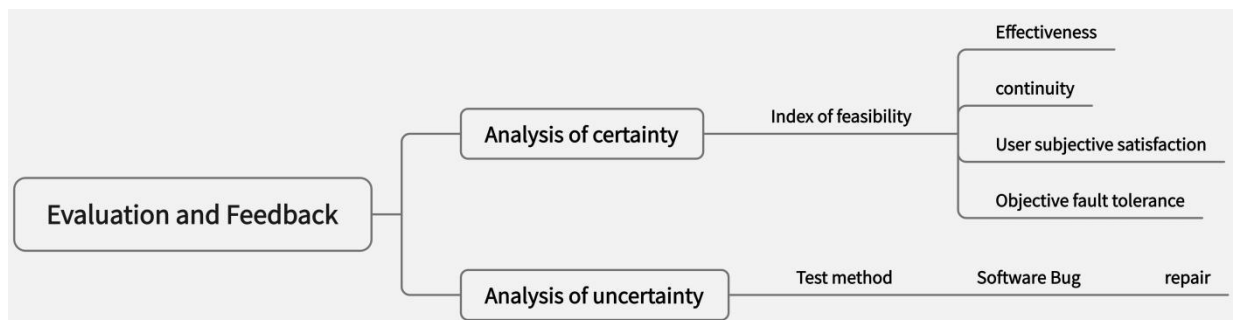 Evaluation and Feedback
Analysis of certainty
Index of feasibility
Effectiveness
continuity
User subjective satisfaction
Objective fault tolerance
Analysis of uncertainty
Test method
Software Bug
repair